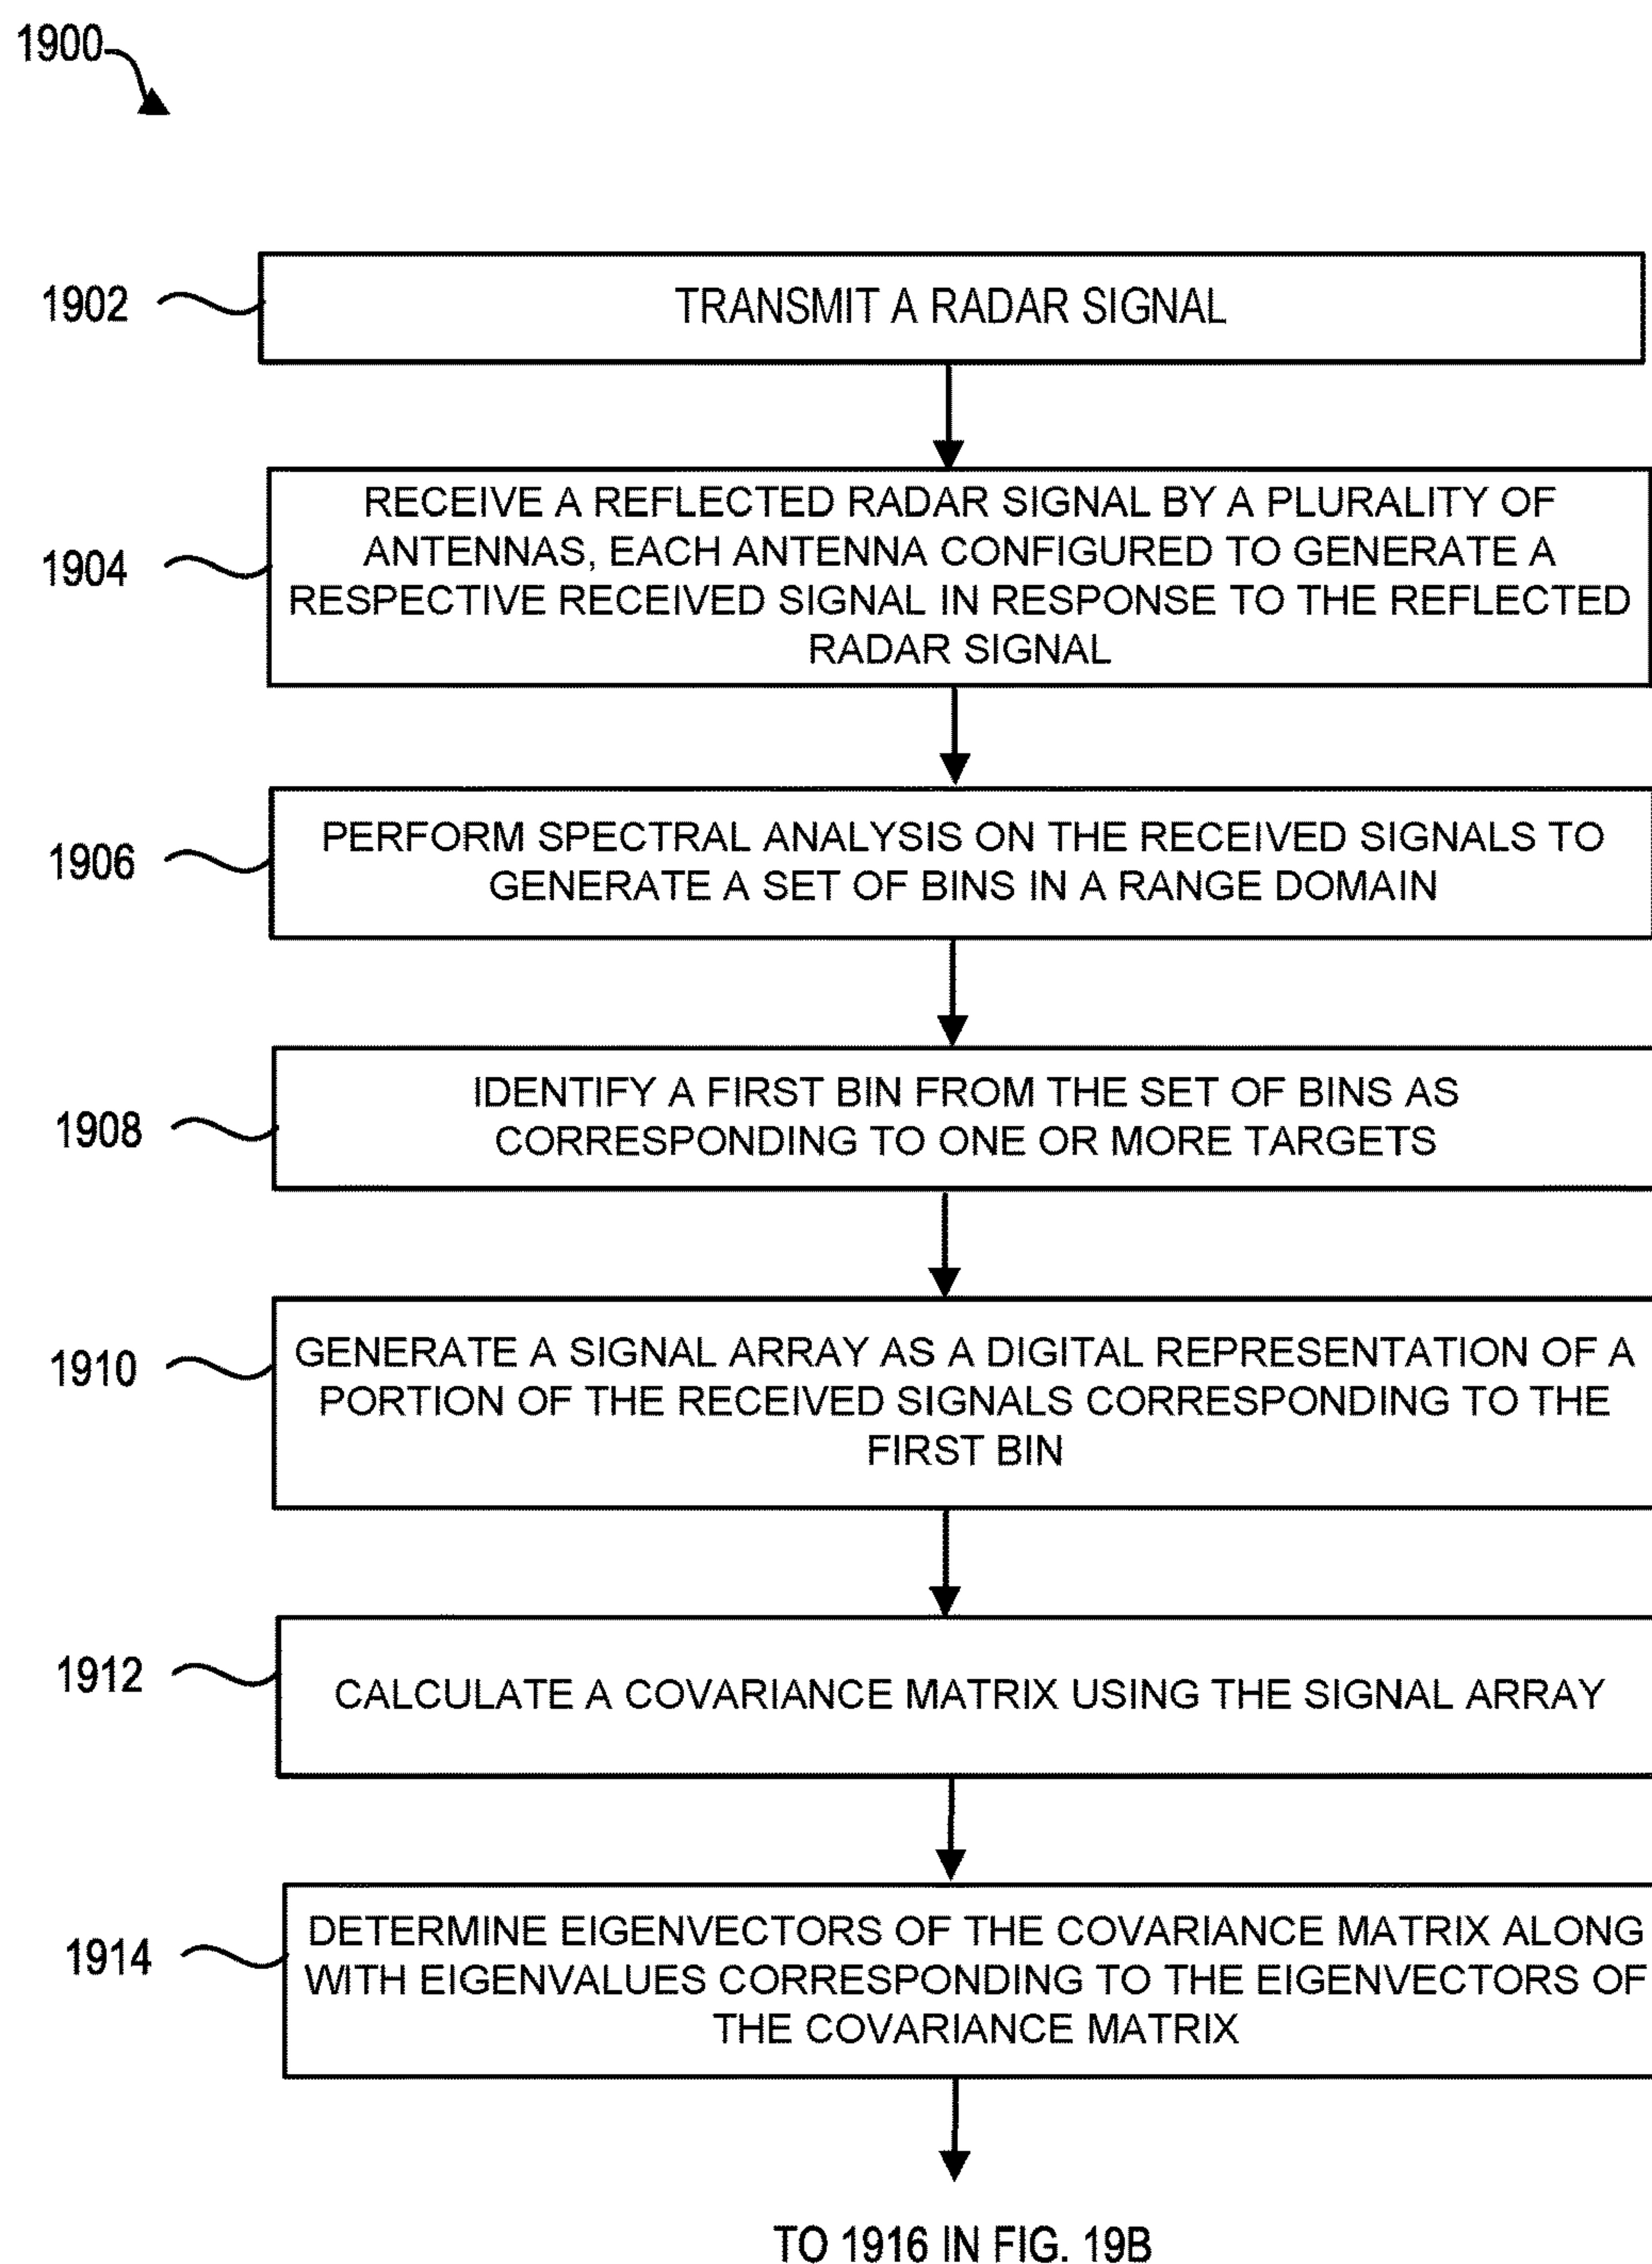 1900
1902
TRANSMIT A RADAR SIGNAL
1904
RECEIVE A REFLECTED RADAR SIGNAL BY A PLURALITY OF
ANTENNAS, EACH ANTENNA CONFIGURED TO GENERATE A
RESPECTIVE RECEIVED SIGNAL IN RESPONSE TO THE REFLECTED
RADAR SIGNAL
1906
PERFORM SPECTRAL ANALYSIS ON THE RECEIVED SIGNALS TO
GENERATE A SET OF BINS IN A RANGE DOMAIN
1908
IDENTIFY A FIRST BIN FROM THE SET OF BINS AS
CORRESPONDING TO ONE OR MORE TARGETS
1910
GENERATE A SIGNAL ARRAY AS A DIGITAL REPRESENTATION OF A
PORTION OF THE RECEIVED SIGNALS CORRESPONDING TO THE
FIRST BIN
1912
CALCULATE A COVARIANCE MATRIX USING THE SIGNAL ARRAY
1914
DETERMINE EIGENVECTORS OF THE COVARIANCE MATRIX ALONG
WITH EIGENVALUES CORRESPONDING TO THE EIGENVECTORS OF
THE COVARIANCE MATRIX
TO 1916 IN FIG. 19B